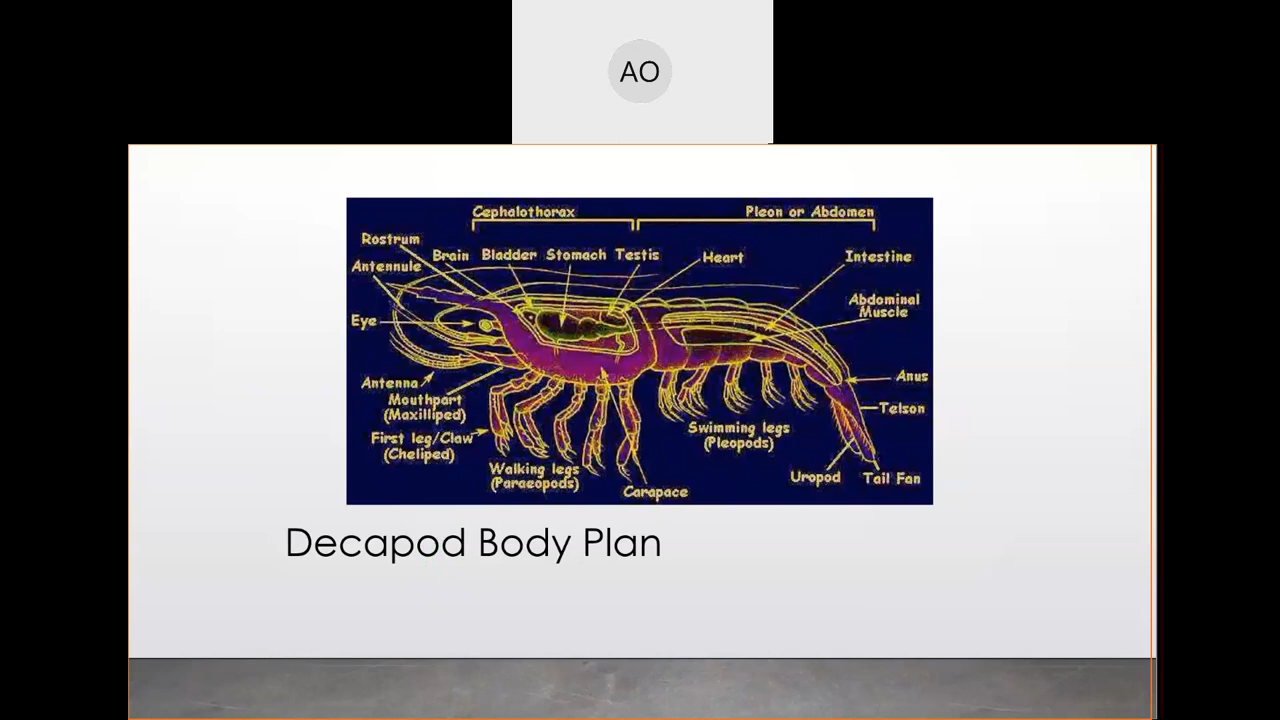 AO
Cephalothorax
Pleon or Abdomen
Rostrum
Brain
Bladder
Stomach
Testis
Heart
Intestine
Antennule
Abdominal
Muscle
Eye
Anus
Antenna
Mouthpart
(Maxilliped)
Telson
First leg/Claw
(Cheliped)
Swimming legs
(Pleopods)
Walking legs
(Paraeopods)
Carapace
Uropod
Tail Fan
Decapod Body Plan